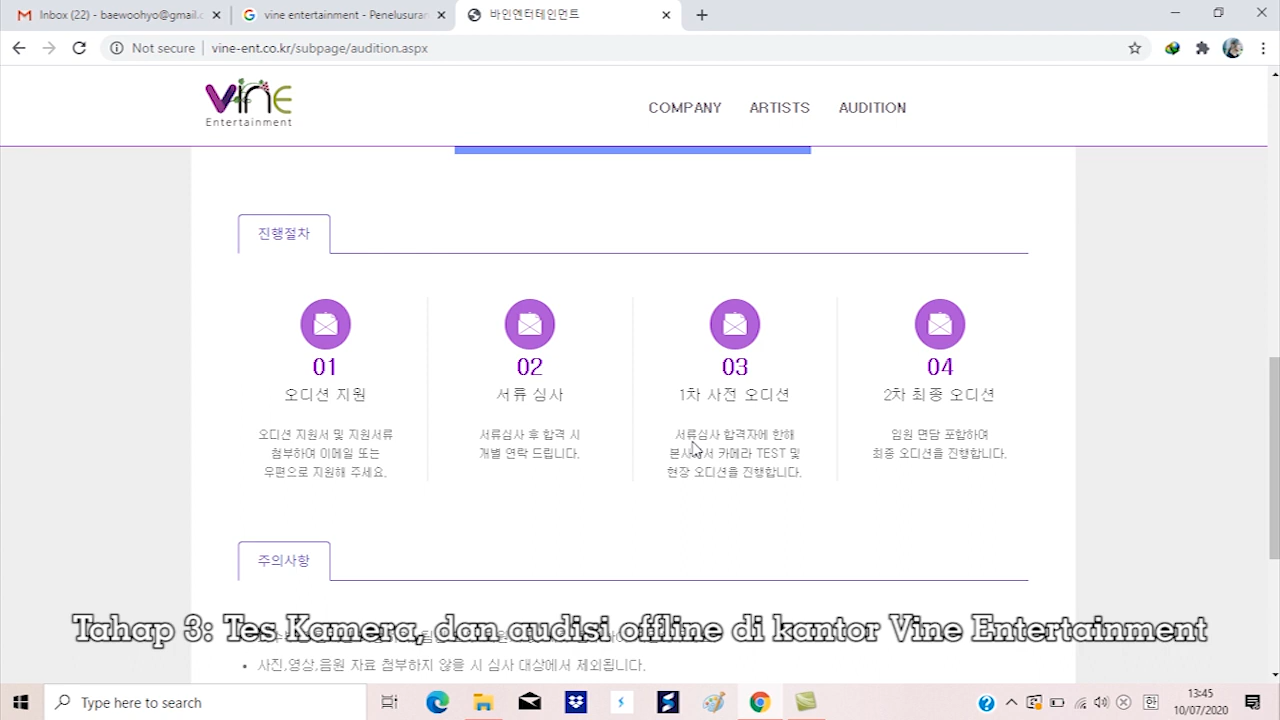 Inbox (22) - baewoohyo@gmail.c
vine entertainment - Penelusuran
바인엔터테인먼트
Not secure
vine-ent.co.kr/subpage/audition.aspx
Vine
Entertainment
COMPANY
ARTISTS
AUDITION
진행절차
01
오디션 지원
오디션 지원서 및 지원서류
첨부하여 이메일 또는
우편으로 지원해 주세요.
02
서류 심사
서류심사 후 합격 시
개별 연락 드립니다.
03
1차 사전 오디션
서류심사 합격자에 한해
본사에서 카메라 TEST 및
현장 오디션을 진행합니다.
04
2차 최종 오디션
임원 면담 포함하여
최종 오디션을 진행합니다.
주의사항
Tahap 3: Tes Kamera, dan audisi offline di kantor Vine Entertainment
• 사진,영상,음원 자료 첨부하지 않을 시 심사 대상에서 제외됩니다.
Type here to search
한
13:45
10/07/2020